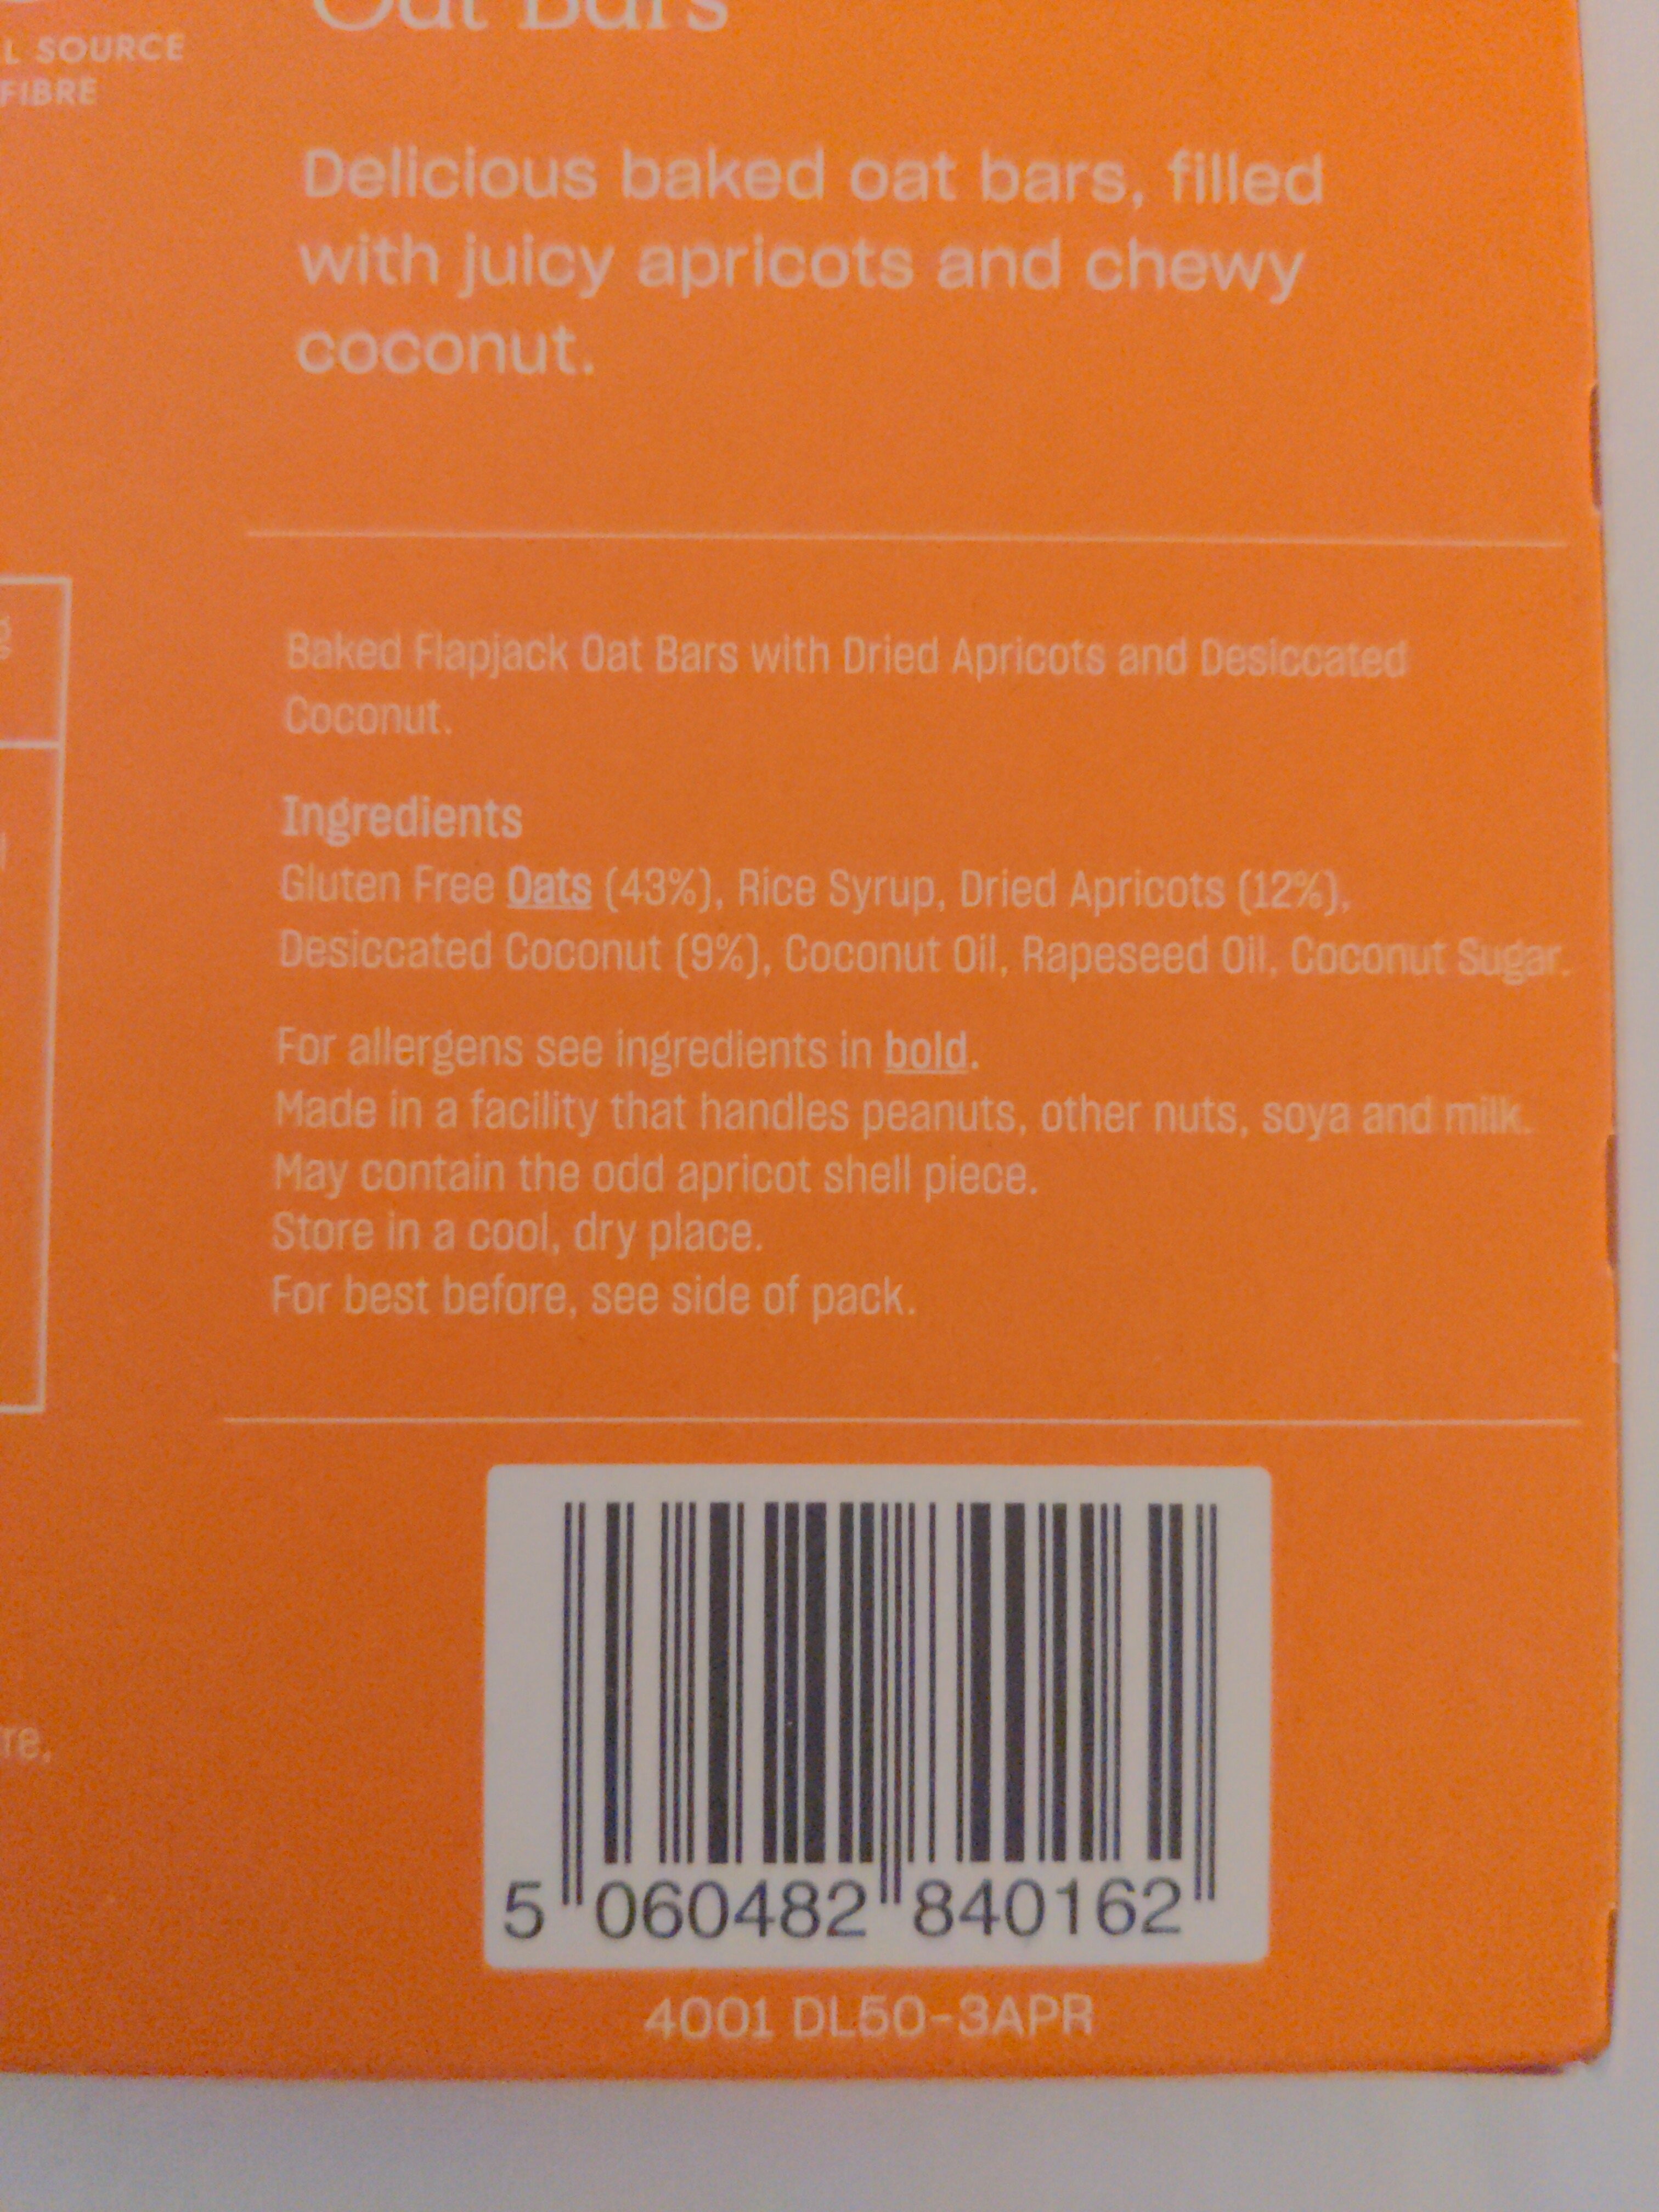 Oat Bars
L SOURCE
FIBRE
Delicious baked oat bars, filled
with juicy apricots and chewy
coconut.
Baked Flapjack Oat Bars with Dried Apricots and Desiccated
Coconut.
Ingredients
Gluten Free Oats (43%), Rice Syrup, Dried Apricots (12%),
Desiccated Coconut (9%), Coconut Oil, Rapeseed Oil, Coconut Sugar.
For allergens see ingredients in bold.
Made in a facility that handles peanuts, other nuts, soya and milk.
May contain the odd apricot shell piece.
Store in a cool, dry place.
For best before, see side of pack.
re,
5 060482 840162
4001 DL50-3APR